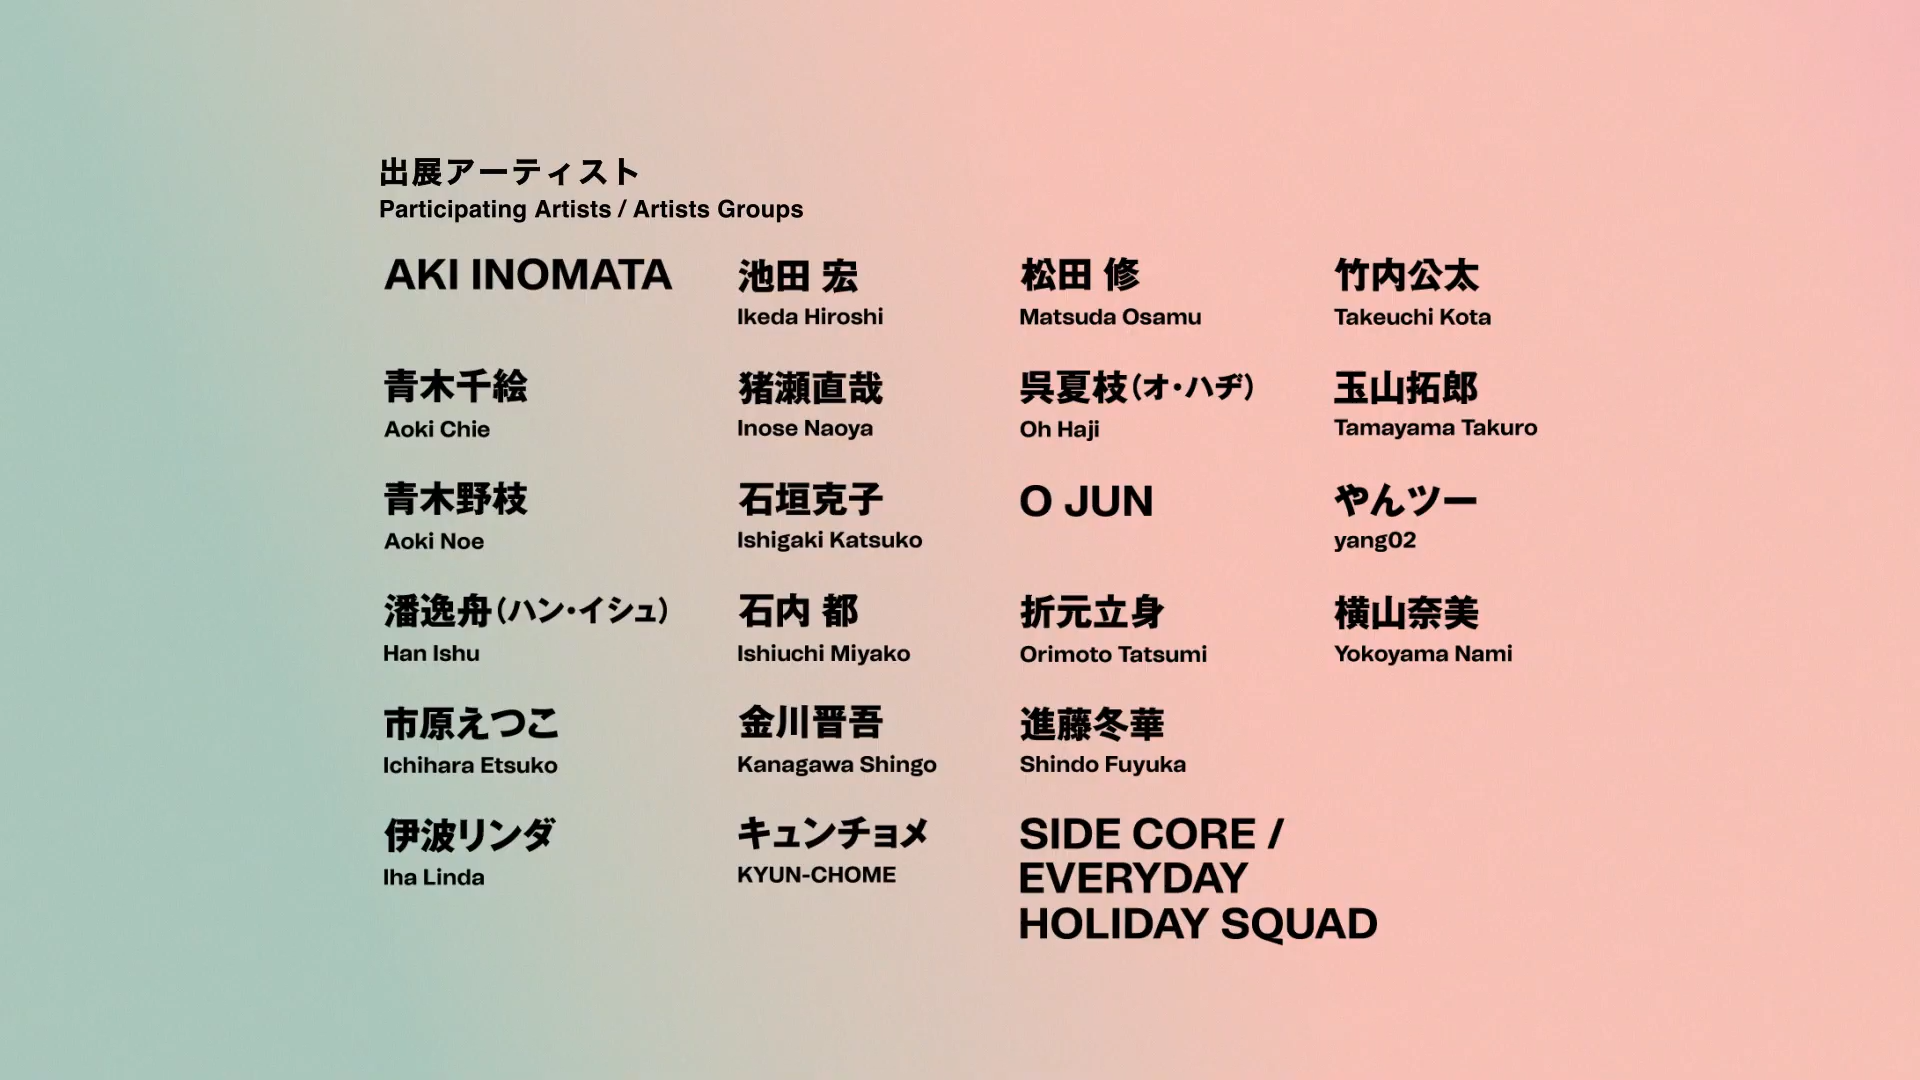 出展アーティスト
Participating Artists / Artists Groups
AKI INOMATA
青木千絵
Aoki Chie
青木野枝
Aoki Noe
潘逸舟(ハン・イシュ)
Han Ishu
市原えつこ
Ichihara Etsuko
伊波リンダ
Iha Linda
池田 宏
Ikeda Hiroshi
猪瀬直哉
Inose Naoya
石垣克子
Ishigaki Katsuko
石内 都
Ishiuchi Miyako
金川晋吾
Kanagawa Shingo
キュンチョメ
KYUN-CHOME
松田 修
Matsuda Osamu
呉夏枝(オ・ハヂ)
Oh Haji
O JUN
折元立身
Orimoto Tatsumi
進藤冬華
Shindo Fuyuka
SIDE CORE /
EVERYDAY
HOLIDAY SQUAD
竹内公太
Takeuchi Kota
玉山拓郎
Tamayama Takuro
やんツー
yang02
横山奈美
Yokoyama Nami